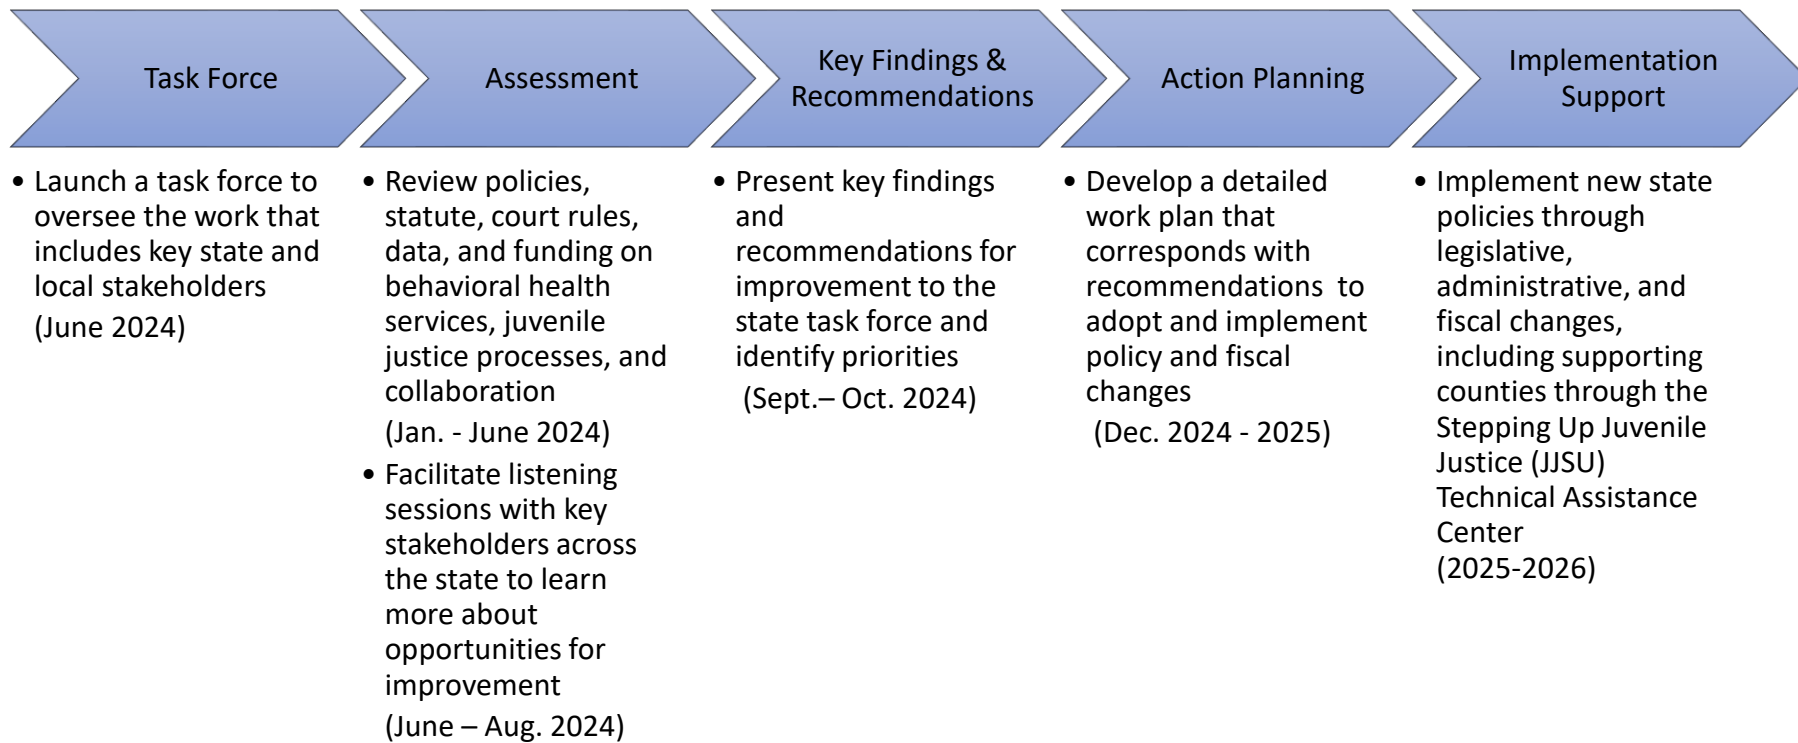 Task Force
Assessment
Key Findings &
Recommendations
Action Planning
Implementation
Support
• Launch a task force to
oversee the work that
includes key state and
local stakeholders
(June 2024)
• Review policies,
statute, court rules,
data, and funding on
behavioral health
services, juvenile
justice processes, and
collaboration
(Jan. - June 2024)
• Facilitate listening
sessions with key
stakeholders across
the state to learn
more about
opportunities for
improvement
(June – Aug. 2024)
• Present key findings
and
recommendations for
improvement to the
state task force and
identify priorities
(Sept.– Oct. 2024)
• Develop a detailed
work plan that
corresponds with
recommendations to
adopt and implement
policy and fiscal
changes
(Dec. 2024 - 2025)
• Implement new state
policies through
legislative,
administrative, and
fiscal changes,
including supporting
counties through the
Stepping Up Juvenile
Justice (JJSU)
Technical Assistance
Center
(2025-2026)